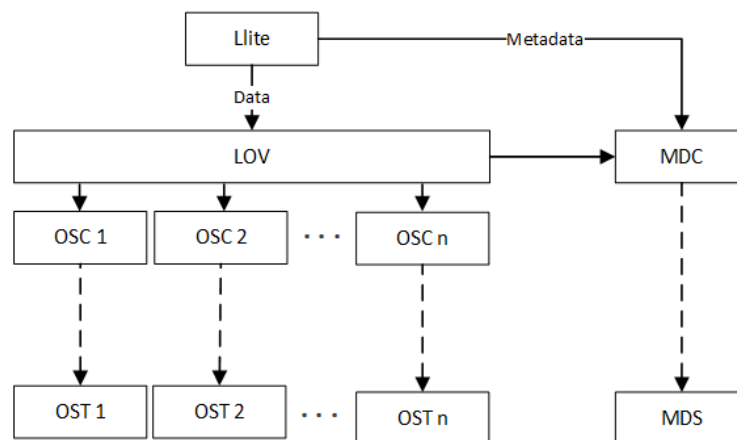 Llite
Metadata
Data
LOV
MDC
OSC 1
OSC 2
· · ·
OSC n
OST 1
OST 2
· · ·
OST n
MDS